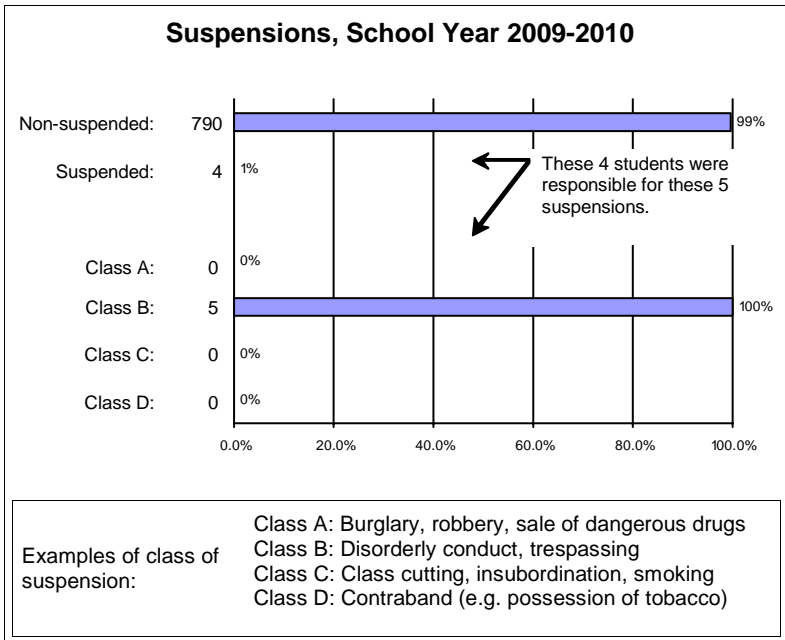 Suspensions, School Year 2009-2010
Non-suspended: 790 99%
Suspended: 4 1%
These 4 students were
responsible for these 5
suspensions.
Class A: 0 0%
Class B: 5 100%
Class C: 0 0%
Class D: 0 0%
0.0% 20.0% 40.0% 60.0% 80.0% 100.0%
Examples of class of
suspension:
Class A: Burglary, robbery, sale of dangerous drugs
Class B: Disorderly conduct, trespassing
Class C: Class cutting, insubordination, smoking
Class D: Contraband (e.g. possession of tobacco)